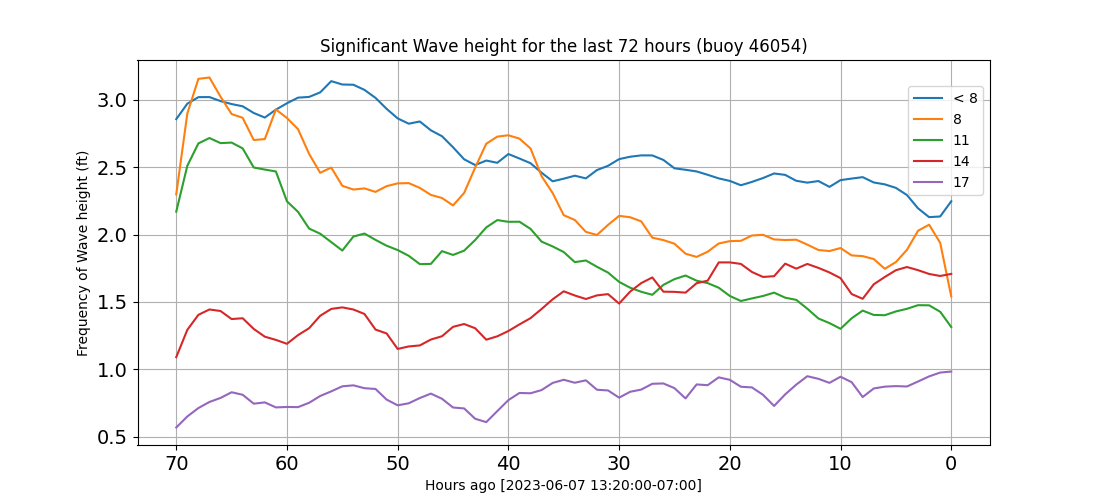 Significant Wave height for the last 72 hours (buoy 46054)
Frequency of Wave height (ft)
3.0
2.5
2.0
1.5
1.0
0.5
< 8
8
11
14
17
70 60 50 40 30 20 10 0
Hours ago [2023-06-07 13:20:00-07:00]